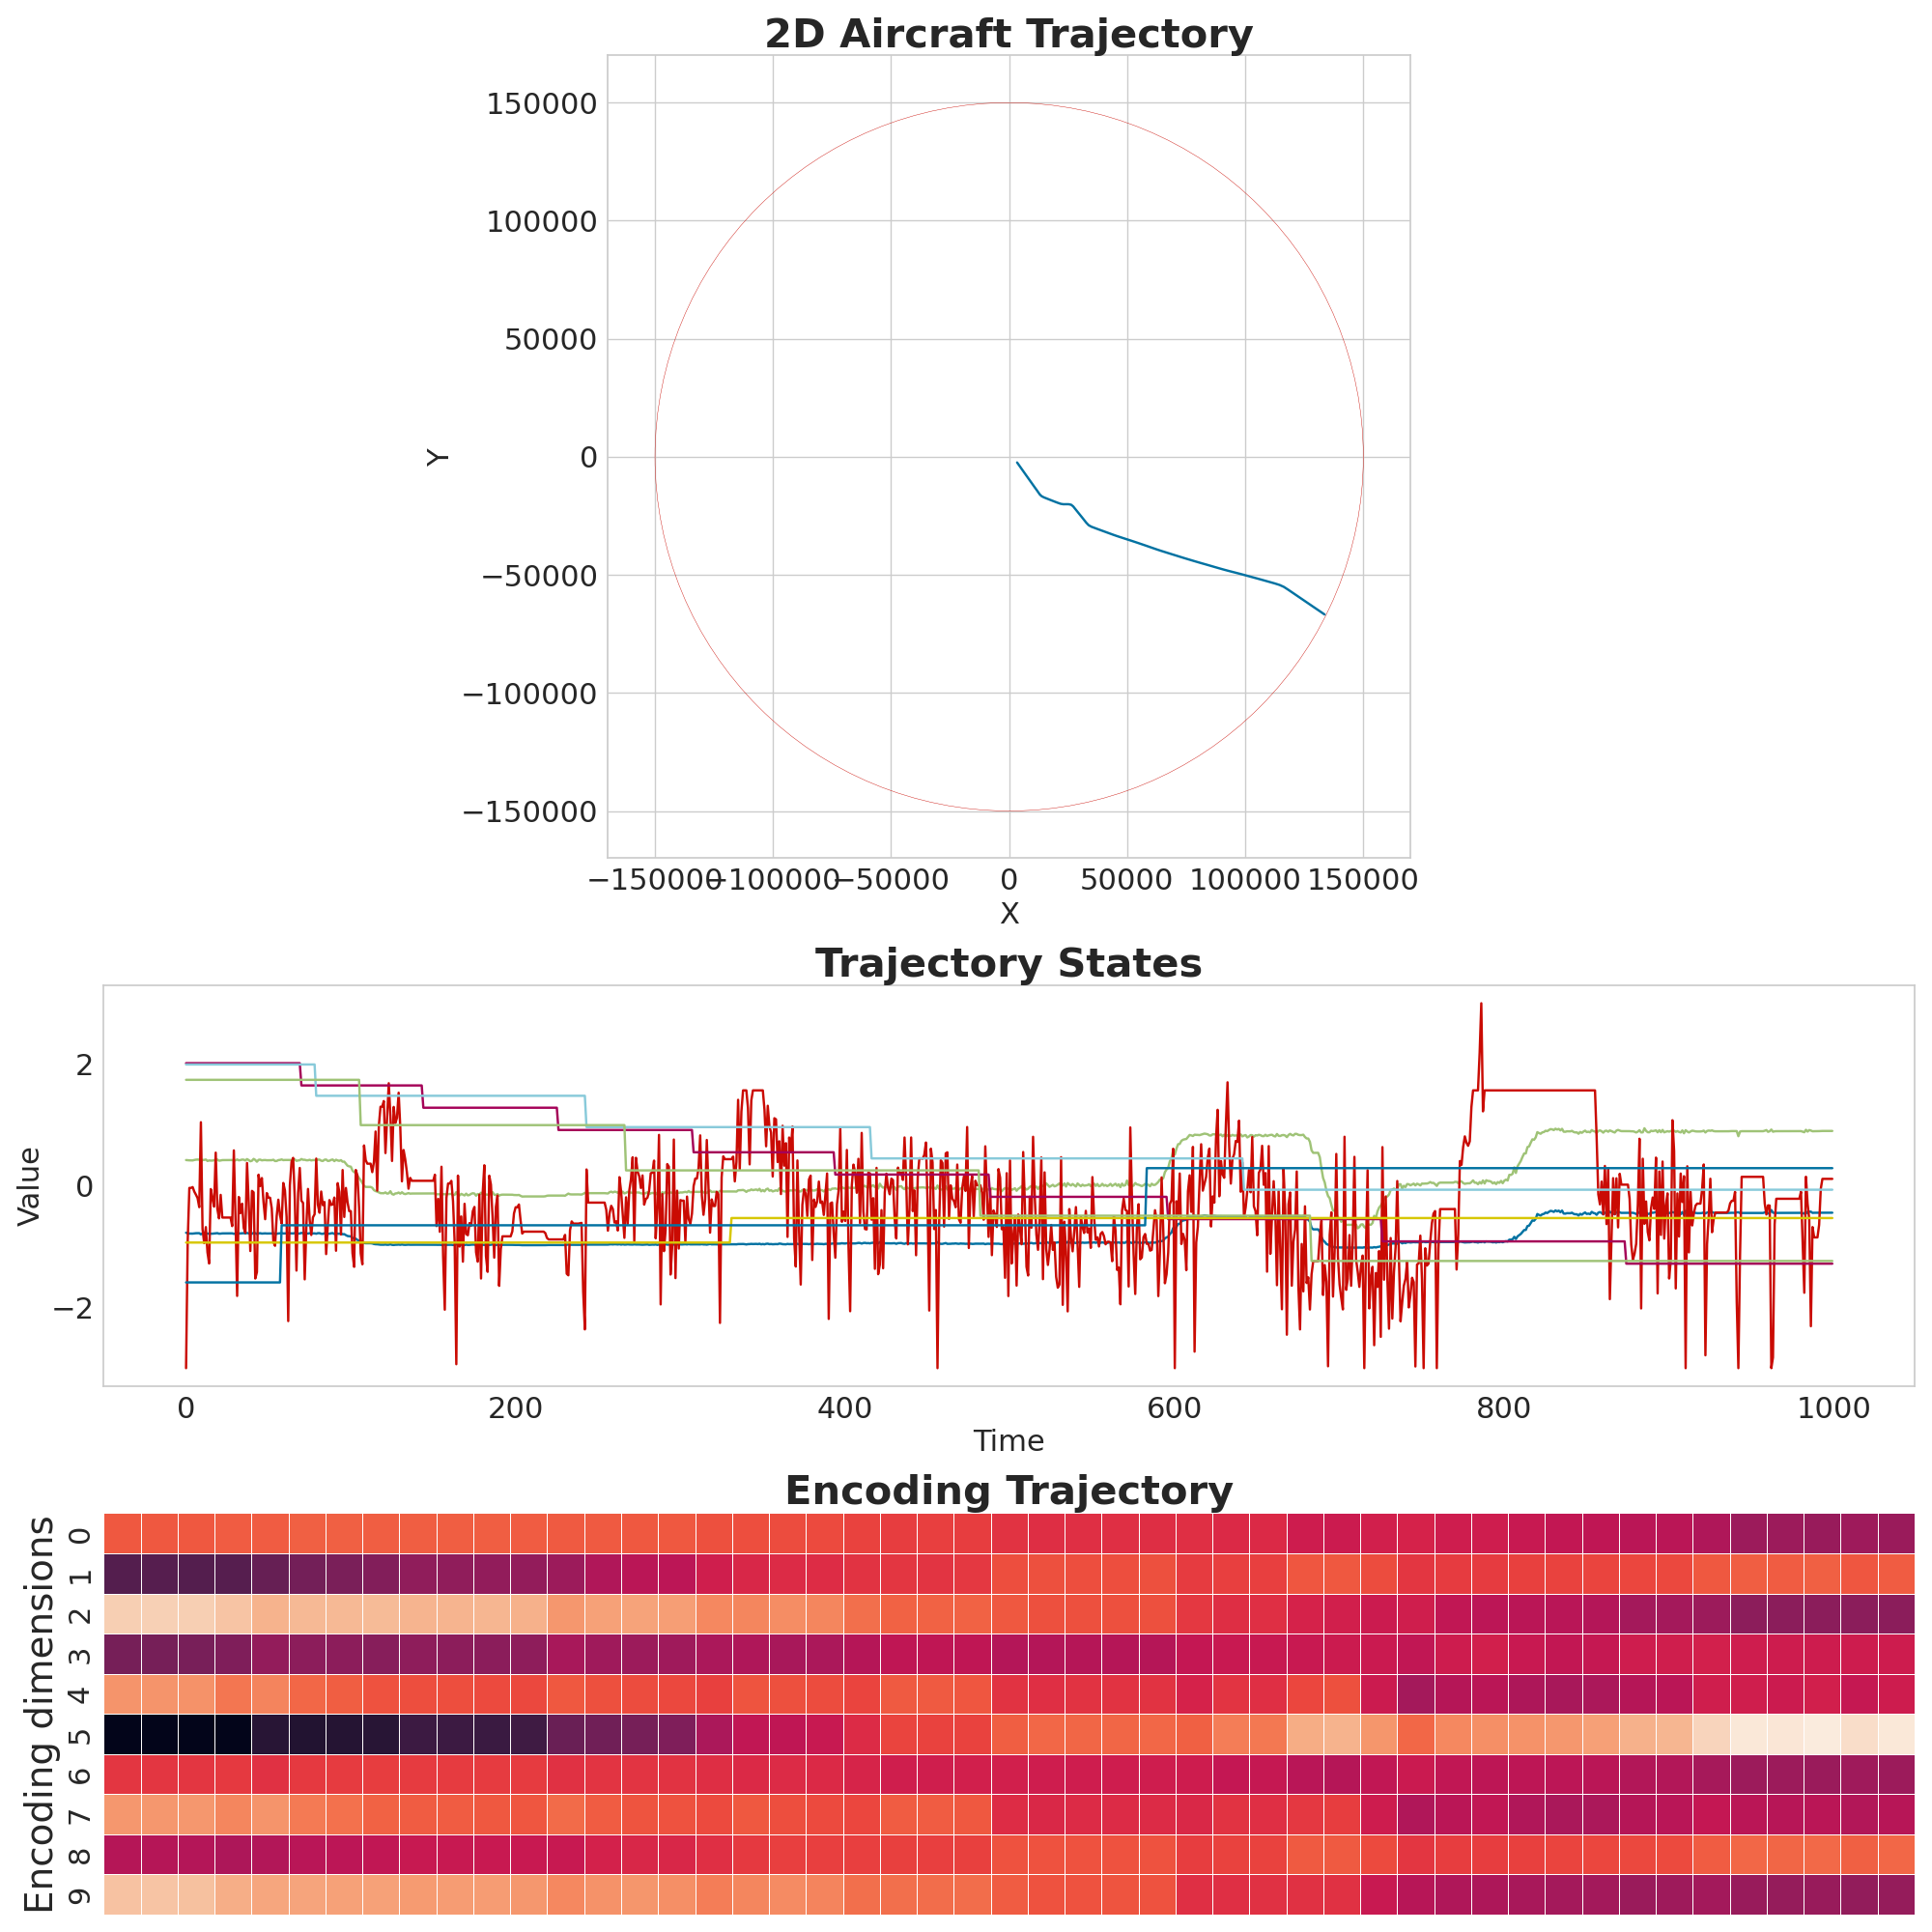 2D Aircraft Trajectory
150000
100000
50000
0
−50000
−100000
−150000
Y
−150000 −100000 −50000 0 50000 100000 150000
X
Trajectory States
2
0
−2
Value
0 200 400 600 800 1000
Time
Encoding Trajectory
Encoding dimensions
0
1
2
3
4
5
6
7
8
9